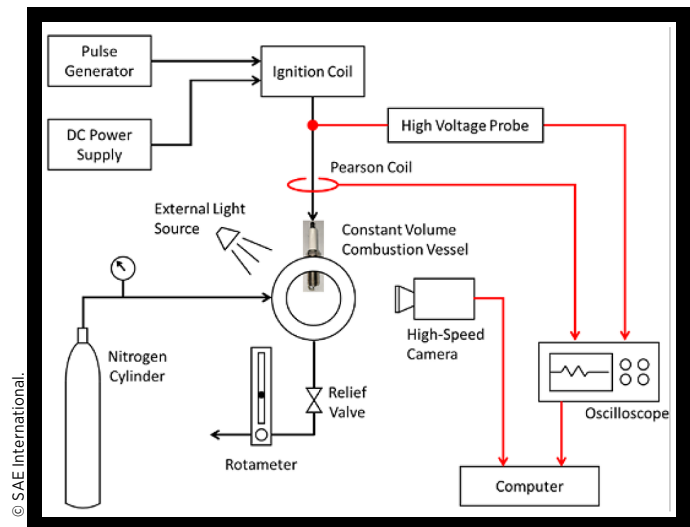 Pulse
Generator
Ignition Coil
DC Power
Supply
High Voltage Probe
Pearson Coil
External Light
Source
Constant Volume
Combustion Vessel
High-Speed
Camera
Nitrogen
Cylinder
Relief
Valve
Oscilloscope
Rotameter
Computer
© SAE International.